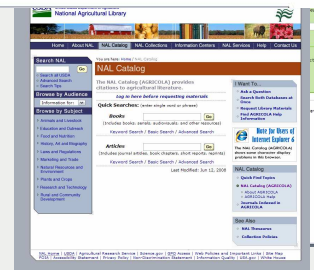 National Agricultural Library
Home About NAL NAL Catalog NAL Collections Information Centers NAL Services Help Contact Us
Search NAL
Go
Search all USDA
Advanced Search
Search Tips
Browse by Audience
Information for:
Browse by Subject
Animals and Livestock
Education and Outreach
Food and Nutrition
History, Art and Biography
Laws and Regulations
Marketing and Trade
Natural Resources and Environment
Plants and Crops
Research and Technology
Rural and Community Development
You are here: Home / NAL Catalog
NAL Catalog
The NAL Catalog (AGRICOLA) provides
citations to agricultural literature.
Log in here before requesting materials
Quick Searches: (enter single word or phrase)
Books
Go
(Includes books, serials, audiovisuals, and other resources)
Keyword Search / Basic Search / Advanced Search
Articles
Go
(Includes journal articles, book chapters, short reports, reprints)
Keyword Search / Basic Search / Advanced Search
Last Modified: Jun 12, 2008
I Want To...
Ask a Question
Search Both Databases at Once
Request Library Materials
Find AGRICOLA Help Information
Note for Users of
Internet Explorer 6
The NAL Catalog (AGRICOLA)
NAL Catalog
Quick Find Topics
NAL Catalog (AGRICOLA)
About AGRICOLA
AGRICOLA Help
Journals Indexed in AGRICOLA
See Also
NAL Thesaurus
Collection Policies
NAL Home | USDA | Agricultural Research Service | Science.gov | GPO Access | Web Policies and Important Links | Site Map
FOIA | Accessibility Statement | Privacy Policy | Non-Discrimination Statement | Information Quality | USA.gov | White House